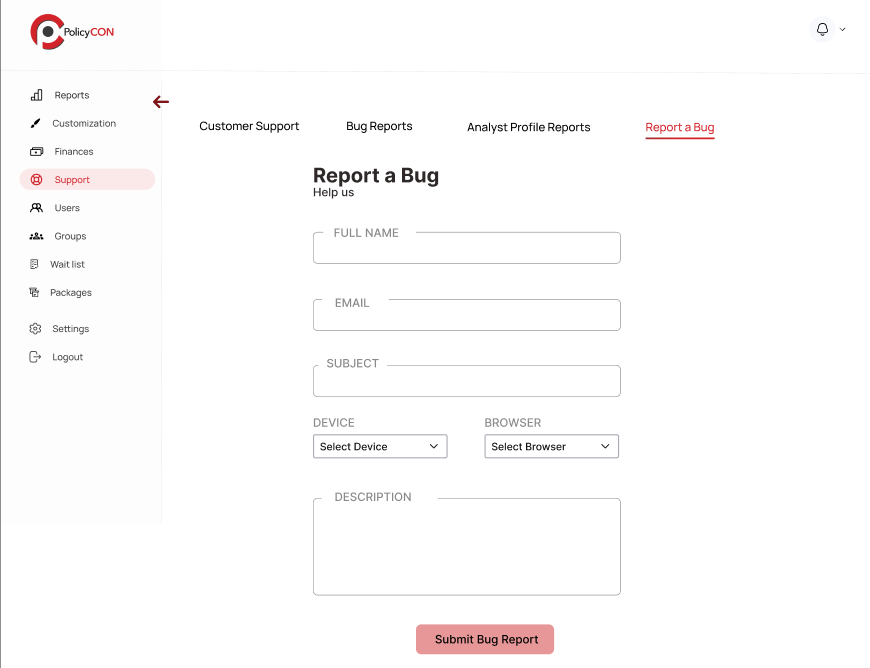 PolicyCON
Reports
Customization
Finances
Support
Users
Groups
Wait list
Packages
Settings
Logout
Customer Support
Bug Reports
Analyst Profile Reports
Report a Bug
Report a Bug
Help us
FULL NAME
EMAIL
SUBJECT
DEVICE
BROWSER
Select Device
Select Browser
DESCRIPTION
Submit Bug Report